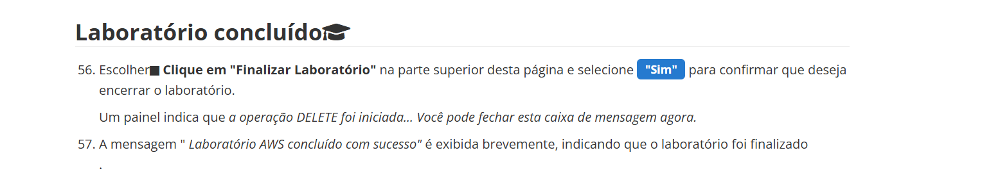 Laboratório concluído
56. Escolher■ Clique em "Finalizar Laboratório" na parte superior desta página e selecione "Sim" para confirmar que deseja
encerrar o laboratório.
Um painel indica que a operação DELETE foi iniciada... Você pode fechar esta caixa de mensagem agora.
57. A mensagem " Laboratório AWS concluído com sucesso" é exibida brevemente, indicando que o laboratório foi finalizado
.